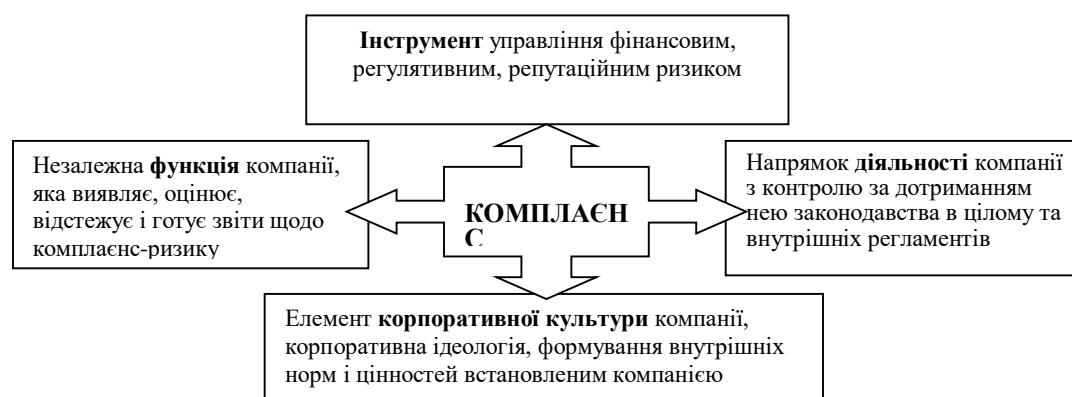 Інструмент управління фінансовим,
регулятивним, репутаційним ризиком
Незалежна функція компанії,
яка виявляє, оцінює,
відстежує і готує звіти щодо
комплаєнс-ризику
КОМПЛАЄН
С
Напрямок діяльності компанії
з контролю за дотриманням
нею законодавства в цілому та
внутрішніх регламентів
Елемент корпоративної культури компанії,
корпоративна ідеологія, формування внутрішніх
норм і цінностей встановленим компанією